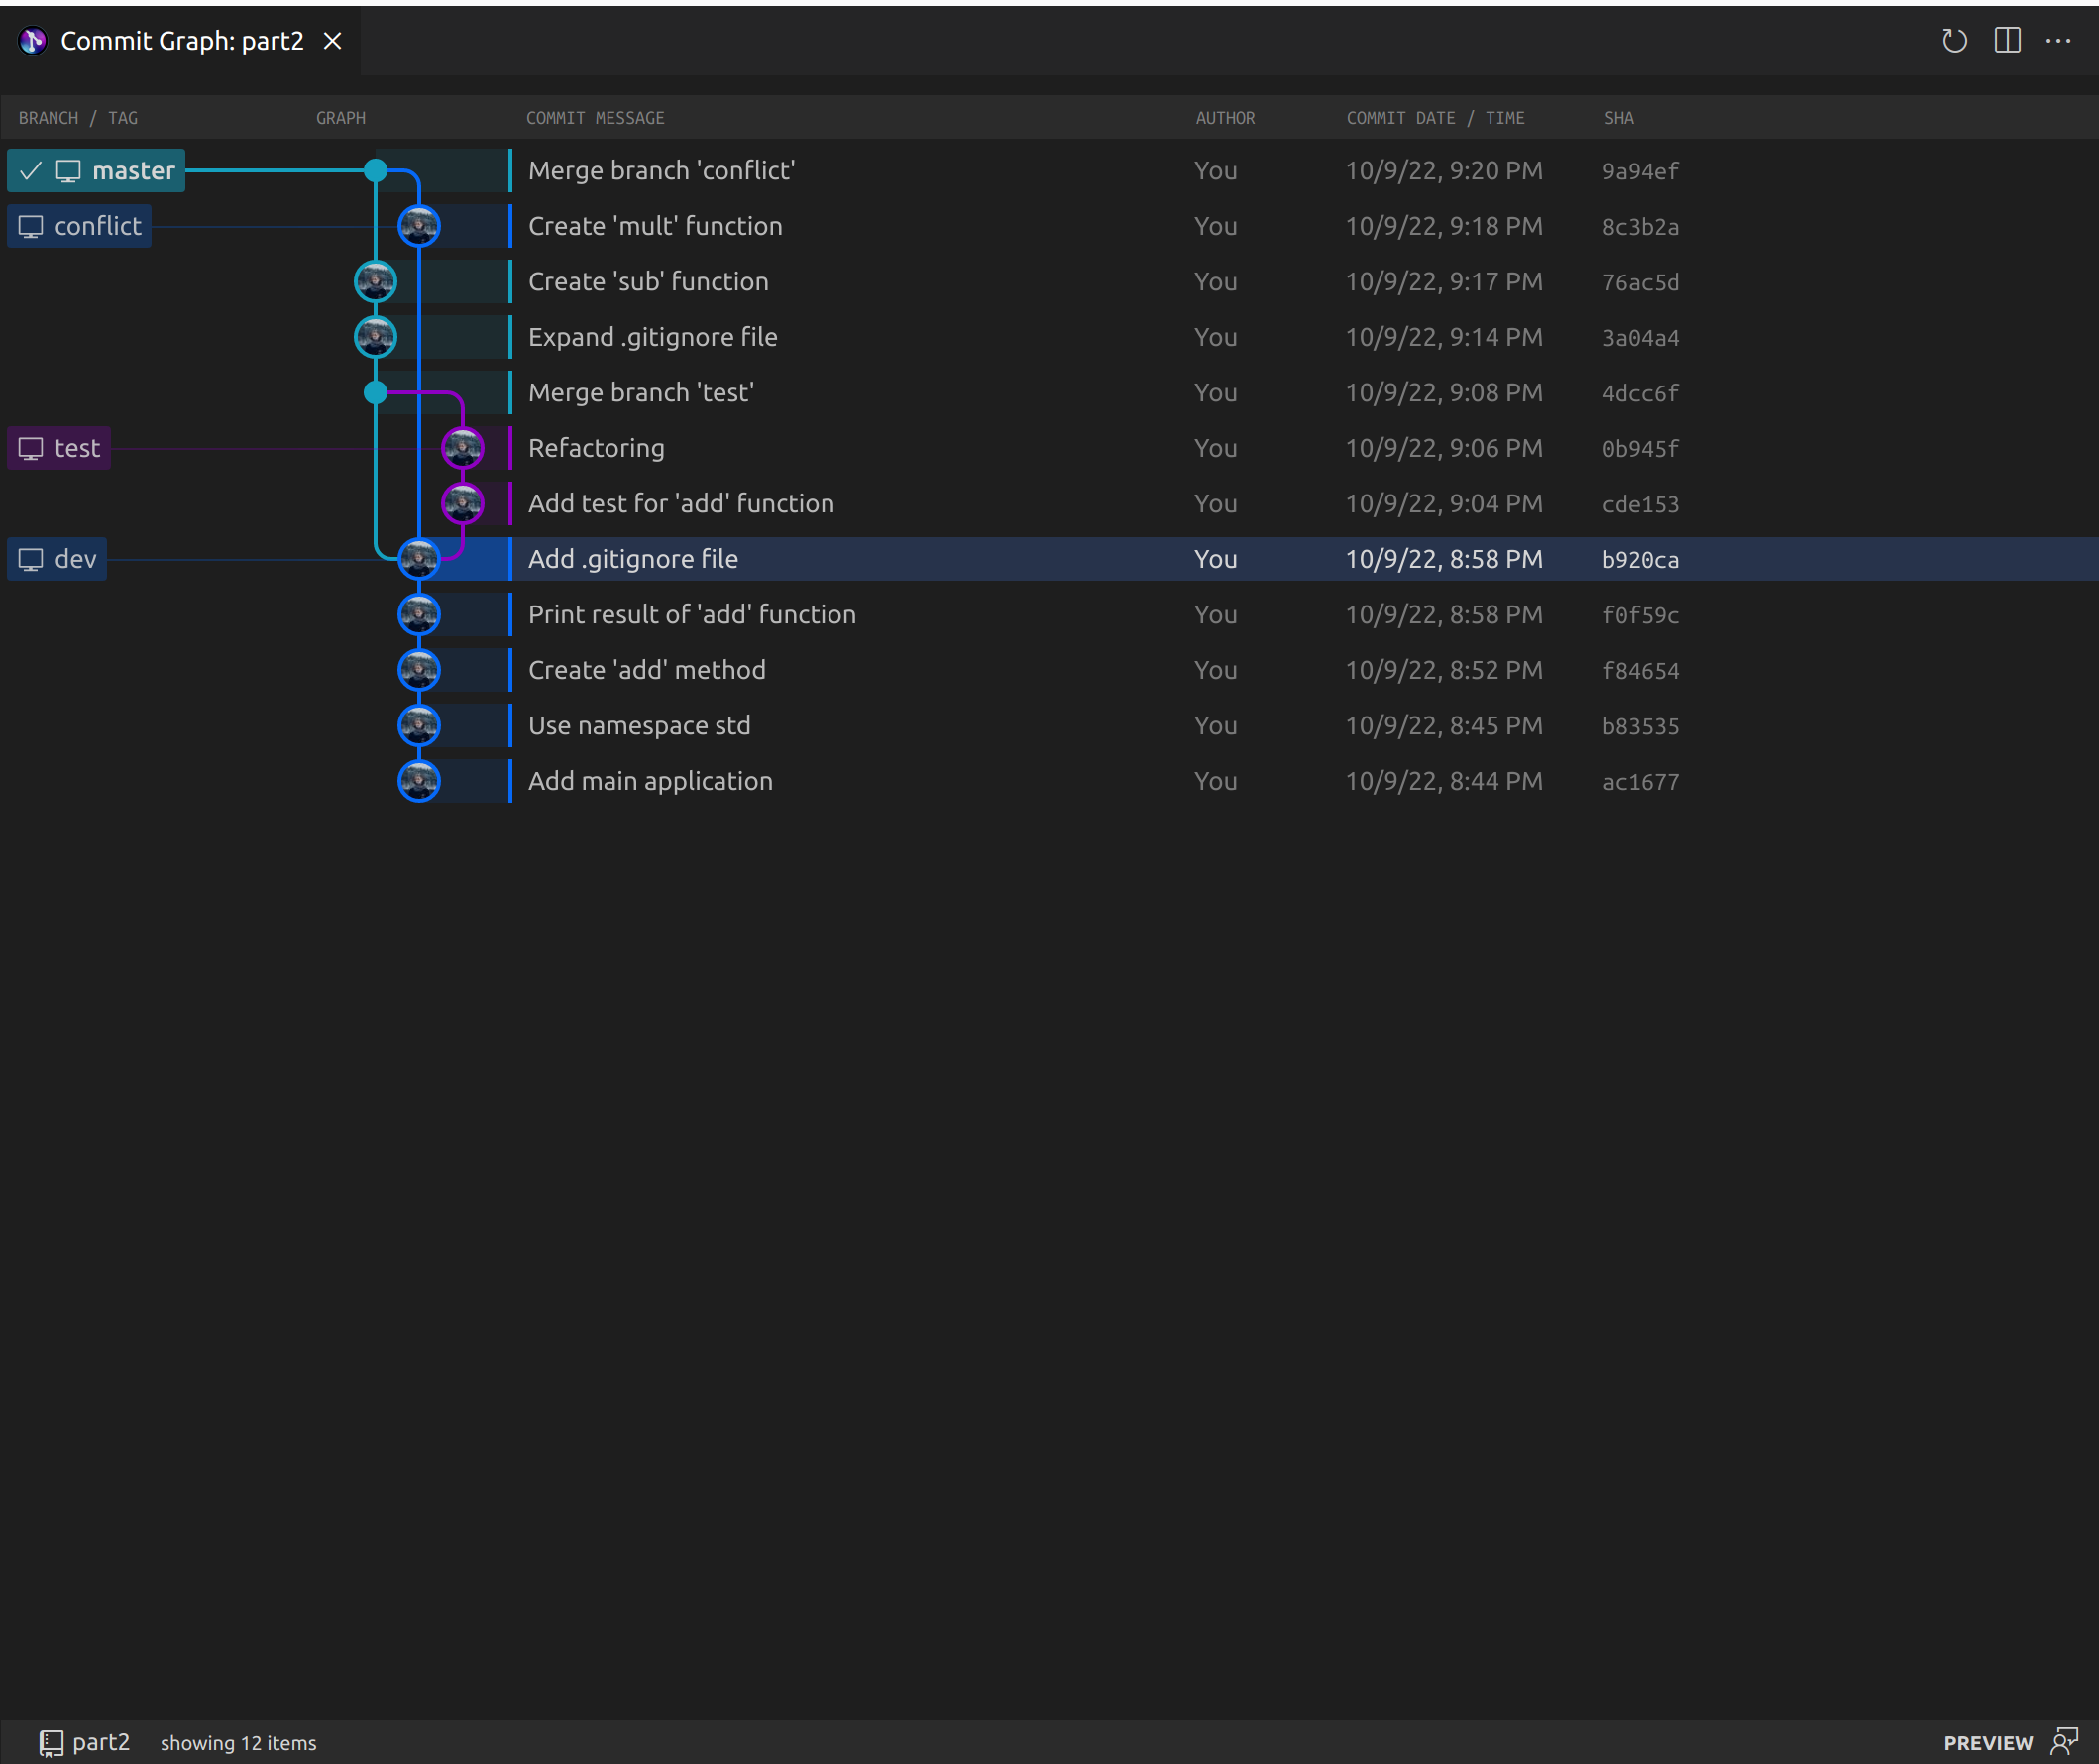 Commit Graph: part2
BRANCH / TAG GRAPH COMMIT MESSAGE AUTHOR COMMIT DATE / TIME SHA
master Merge branch 'conflict' You 10/9/22, 9:20 PM 9a94ef
conflict Create 'mult' function You 10/9/22, 9:18 PM 8c3b2a
Create 'sub' function You 10/9/22, 9:17 PM 76ac5d
Expand .gitignore file You 10/9/22, 9:14 PM 3a04a4
Merge branch 'test' You 10/9/22, 9:08 PM 4dcc6f
test Refactoring You 10/9/22, 9:06 PM 0b945f
Add test for 'add' function You 10/9/22, 9:04 PM cde153
dev Add .gitignore file You 10/9/22, 8:58 PM b920ca
Print result of 'add' function You 10/9/22, 8:58 PM f0f59c
Create 'add' method You 10/9/22, 8:52 PM f84654
Use namespace std You 10/9/22, 8:45 PM b83535
Add main application You 10/9/22, 8:44 PM ac1677
part2 showing 12 items PREVIEW